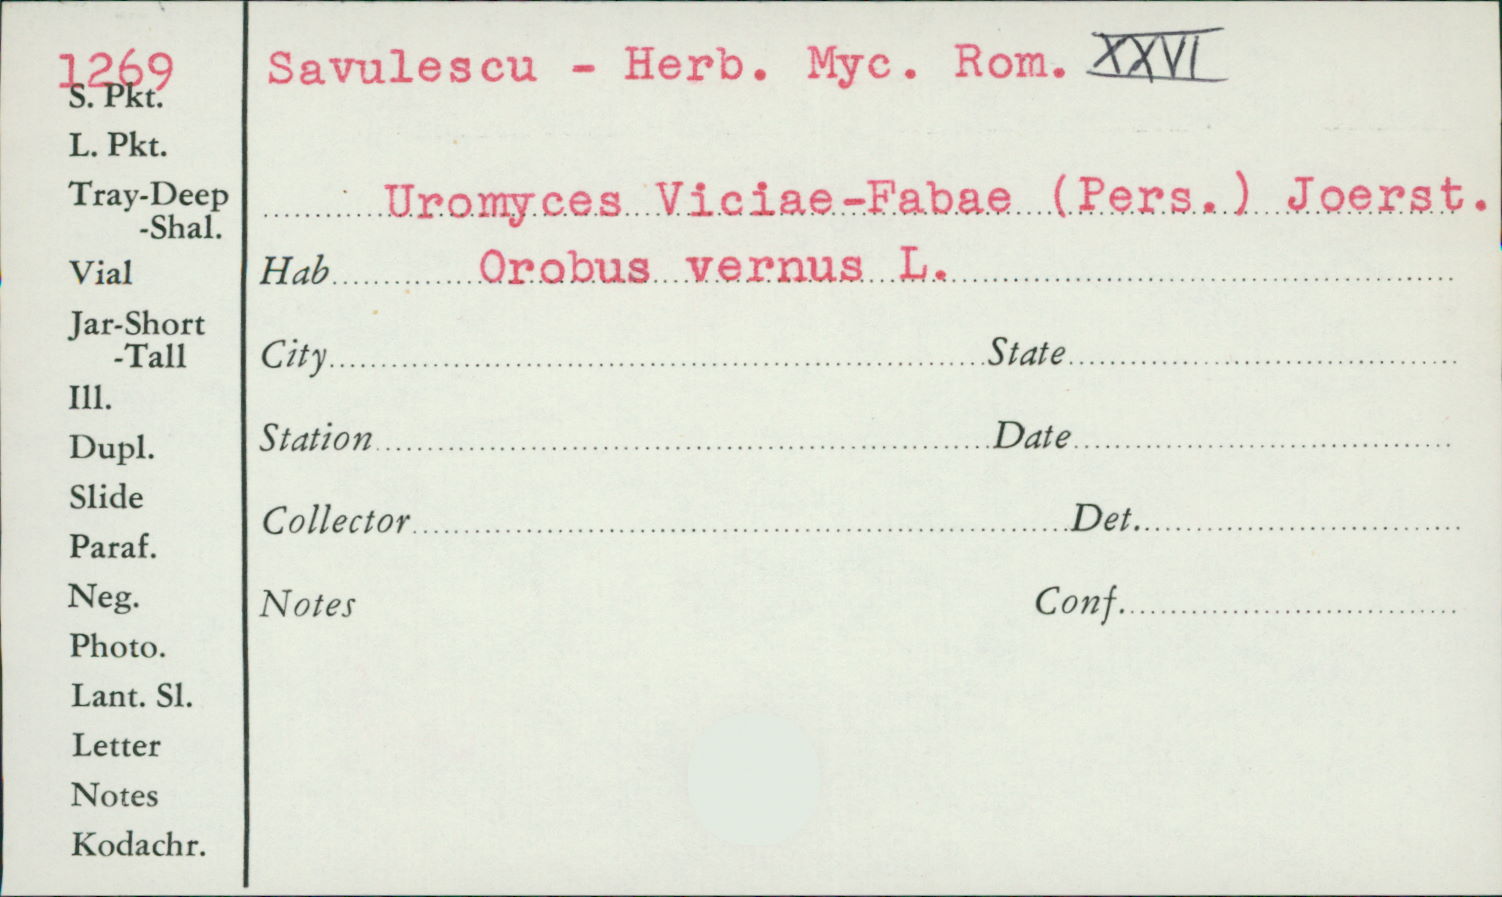 1269
Savulescu - Herb. Myc. Rom. XXVI
S. Pkt.
L. Pkt.
Tray-Deep
-Shal.
Vial
Jar-Short
-Tall
Ill.
Dupl.
Slide
Paraf.
Neg.
Photo.
Lant. Sl.
Letter
Notes
Kodachr.
Uromyces Viciae-Fabae (Pers.) Joerst.
Hab Orobus vernus L.
City State
Station Date
Collector Det.
Notes Conf.